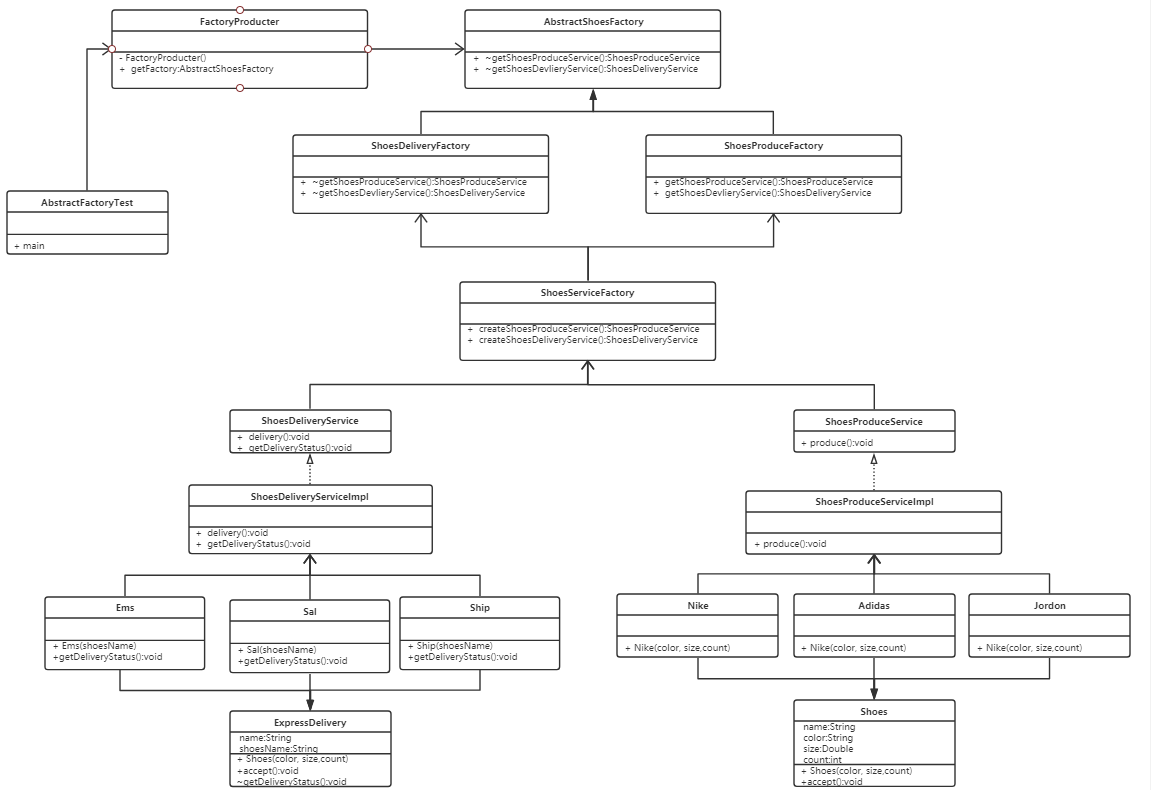 FactoryProducter
- FactoryProducter()
+ getFactory:AbstractShoesFactory
AbstractShoesFactory
+ ~getShoesProduceService():ShoesProduceService
+ ~getShoesDevlieryService():ShoesDeliveryService
ShoesDeliveryFactory
+ ~getShoesProduceService():ShoesProduceService
+ ~getShoesDevlieryService():ShoesDeliveryService
ShoesProduceFactory
+ getShoesProduceService():ShoesProduceService
+ getShoesDevlieryService():ShoesDeliveryService
AbstractFactoryTest
+ main
ShoesServiceFactory
+ createShoesProduceService():ShoesProduceService
+ createShoesDeliveryService():ShoesDeliveryService
ShoesDeliveryService
+ delivery():void
+ getDeliveryStatus():void
ShoesProduceService
+ produce():void
ShoesDeliveryServiceImpl
+ delivery():void
+ getDeliveryStatus():void
ShoesProduceServiceImpl
+ produce():void
Ems
+ Ems(shoesName)
+getDeliveryStatus():void
Sal
+ Sal(shoesName)
+getDeliveryStatus():void
Ship
+ Ship(shoesName)
+getDeliveryStatus():void
Nike
+ Nike(color, size,count)
Adidas
+ Nike(color, size,count)
Jordon
+ Nike(color, size,count)
ExpressDelivery
name:String
shoesName:String
+ Shoes(color, size,count)
+accept():void
~getDeliveryStatus():void
Shoes
name:String
color:String
size:Double
count:int
+ Shoes(color, size,count)
+accept():void